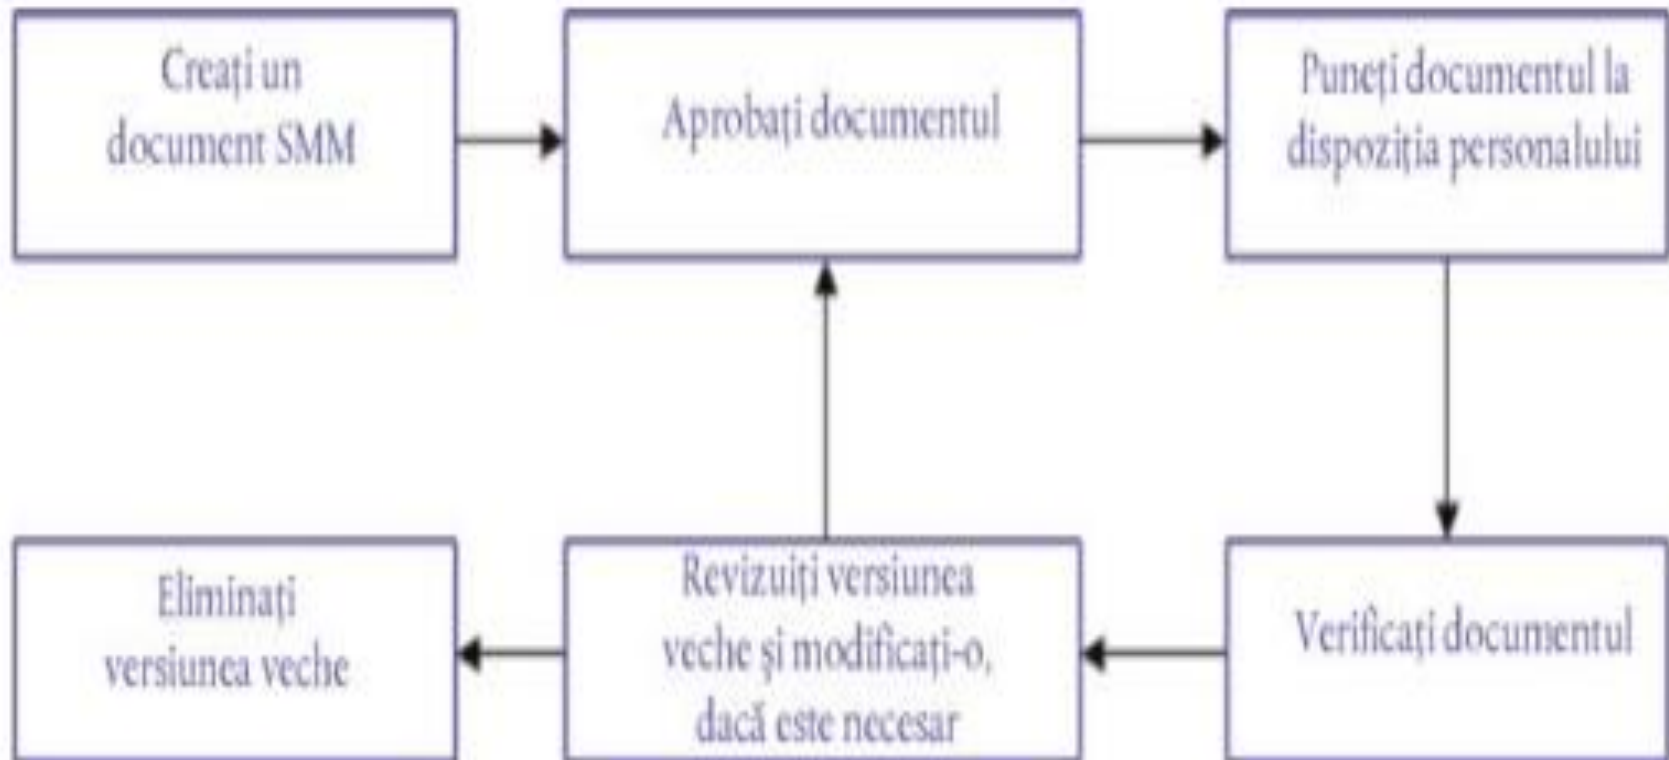 Creați un
document SMM
Aprobați documentul
Puneți documentul la
dispoziția personalului
Eliminați
versiunea veche
Revizuiți versiunea
veche și modificați-o,
dacă este necesar
Verificați documentul